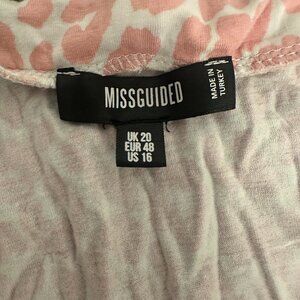 MISSGUIDED
MADE IN
TURKEY
UK 20
EUR 48
US 16